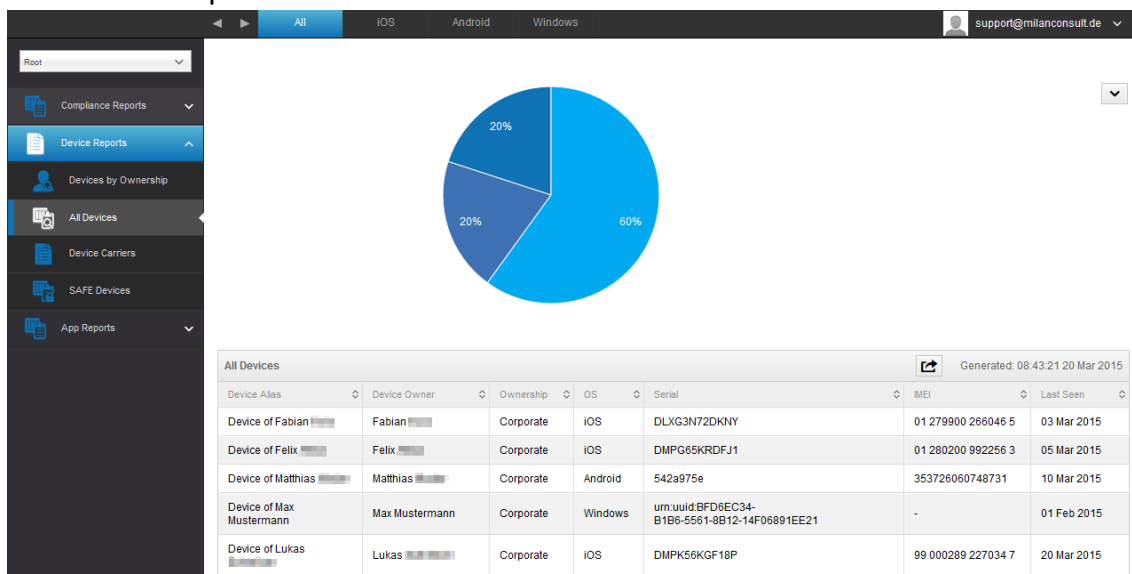 All iOS Android Windows support@milanconsult.de
Root
Compliance Reports
Device Reports
Devices by Ownership
All Devices
Device Carriers
SAFE Devices
App Reports
20%
20%
60%
All Devices Generated: 08:43:21 20 Mar 2015
Device Alias Device Owner Ownership OS Serial IMEI Last Seen
Device of Fabian Fabian Corporate iOS DLXG3N72DKNY 01 279900 266046 5 03 Mar 2015
Device of Felix Felix Corporate iOS DMPG65KRDFJ1 01 280200 992256 3 05 Mar 2015
Device of Matthias Matthias Corporate Android 542a975e 353726060748731 10 Mar 2015
Device of Max
Mustermann Max Mustermann Corporate Windows urn:uuid:BFD6EC34-
B1B6-5561-8B12-14F06891EE21 - 01 Feb 2015
Device of Lukas
Lukas Corporate iOS DMPK56KGF18P 99 000289 227034 7 20 Mar 2015